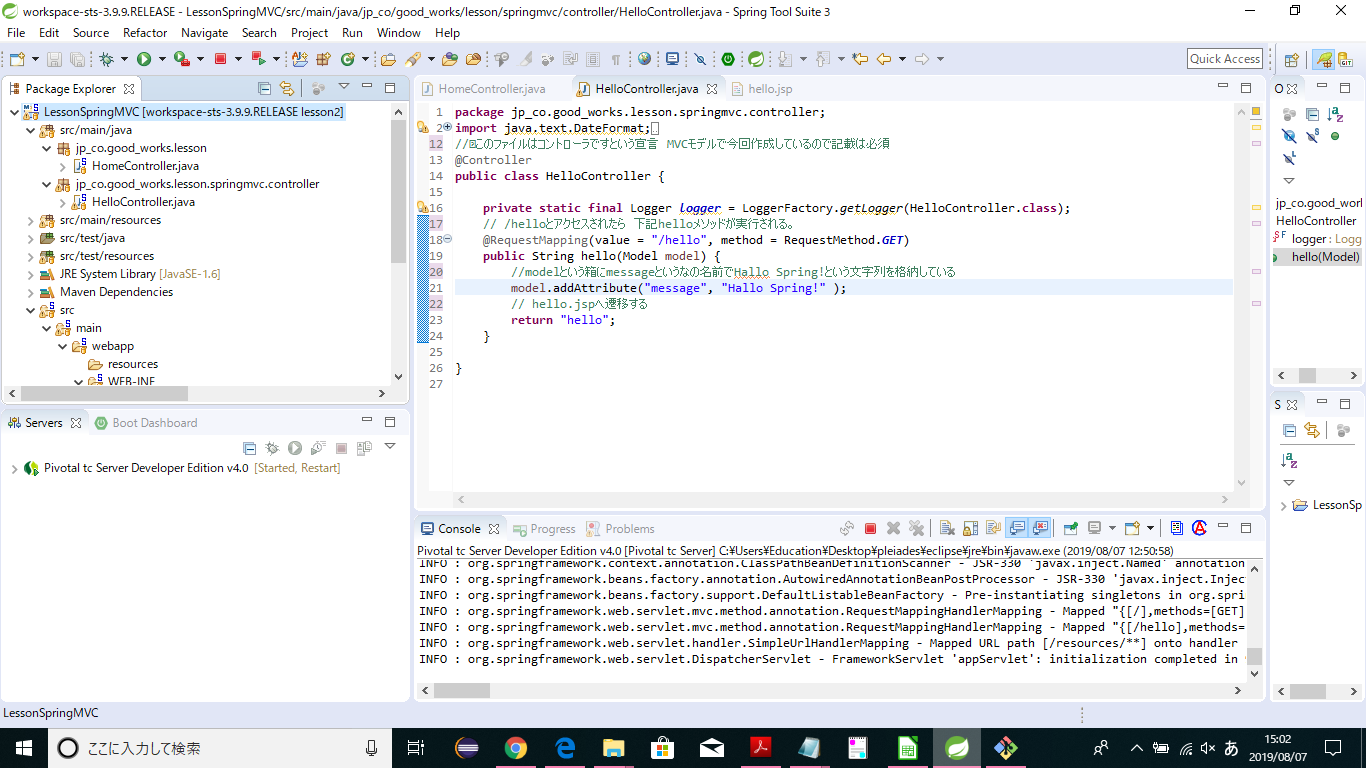 workspace-sts-3.9.9.RELEASE - LessonSpringMVC/src/main/java/jp_co/good_works/lesson/springmvc/controller/HelloController.java - Spring Tool Suite 3
File Edit Source Refactor Navigate Search Project Run Window Help
Quick Access
Package Explorer
LessonSpringMVC [workspace-sts-3.9.9.RELEASE lesson2]
src/main/java
jp_co.good_works.lesson
HomeController.java
jp_co.good_works.lesson.springmvc.controller
HelloController.java
src/main/resources
src/test/java
src/test/resources
JRE System Library [JavaSE-1.6]
Maven Dependencies
src
main
webapp
resources
WEB-INF
Servers Boot Dashboard
Pivotal tc Server Developer Edition v4.0 [Started, Restart]
HomeController.java HelloController.java hello.jsp
1 package jp_co.good_works.lesson.springmvc.controller;
2 import java.text.DateFormat;
12 //このファイルはコントローラですという宣言 MVCモデルで今回作成しているので記載は必須
13 @Controller
14 public class HelloController {
15
16 private static final Logger logger = LoggerFactory.getLogger(HelloController.class);
17 // /helloとアクセスされたら 下記helloメソッドが実行される。
18 @RequestMapping(value = "/hello", method = RequestMethod.GET)
19 public String hello(Model model) {
20 //modelという箱にmessageというなの名前でHallo Spring!という文字列を格納している
21 model.addAttribute("message", "Hallo Spring!" );
22 // hello.jspへ遷移する
23 return "hello";
24 }
25
26 }
27
O
jp_co.good_worl
HelloController
logger : Logg
hello(Model)
S
LessonSp
Console Progress Problems
Pivotal tc Server Developer Edition v4.0 [Pivotal tc Server] C:¥Users¥Education¥Desktop¥pleiades¥eclipse¥jre¥bin¥javaw.exe (2019/08/07 12:50:58)
INFO : org.springframework.context.annotation.ClassPathBeanDefinitionScanner - JSR-330 'javax.inject.Named' annotation
INFO : org.springframework.beans.factory.annotation.AutowiredAnnotationBeanPostProcessor - JSR-330 'javax.inject.Injec
INFO : org.springframework.beans.factory.support.DefaultListableBeanFactory - Pre-instantiating singletons in org.spri
INFO : org.springframework.web.servlet.mvc.method.annotation.RequestMappingHandlerMapping - Mapped "{[/],methods=[GET]
INFO : org.springframework.web.servlet.mvc.method.annotation.RequestMappingHandlerMapping - Mapped "{[/hello],methods=
INFO : org.springframework.web.servlet.handler.SimpleUrlHandlerMapping - Mapped URL path [/resources/**] onto handler
INFO : org.springframework.web.servlet.DispatcherServlet - FrameworkServlet 'appServlet': initialization completed in
LessonSpringMVC
ここに入力して検索
あ
15:02
2019/08/07